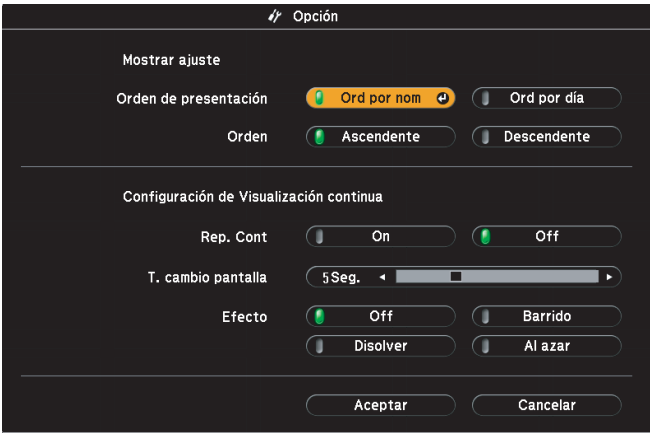 Opción
Mostrar ajuste
Orden de presentación Ord por nom Ord por día
Orden Ascendente Descendente
Configuración de Visualización continua
Rep. Cont On Off
T. cambio pantalla 5Seg.
Efecto Off Barrido
Disolver Al azar
Aceptar Cancelar